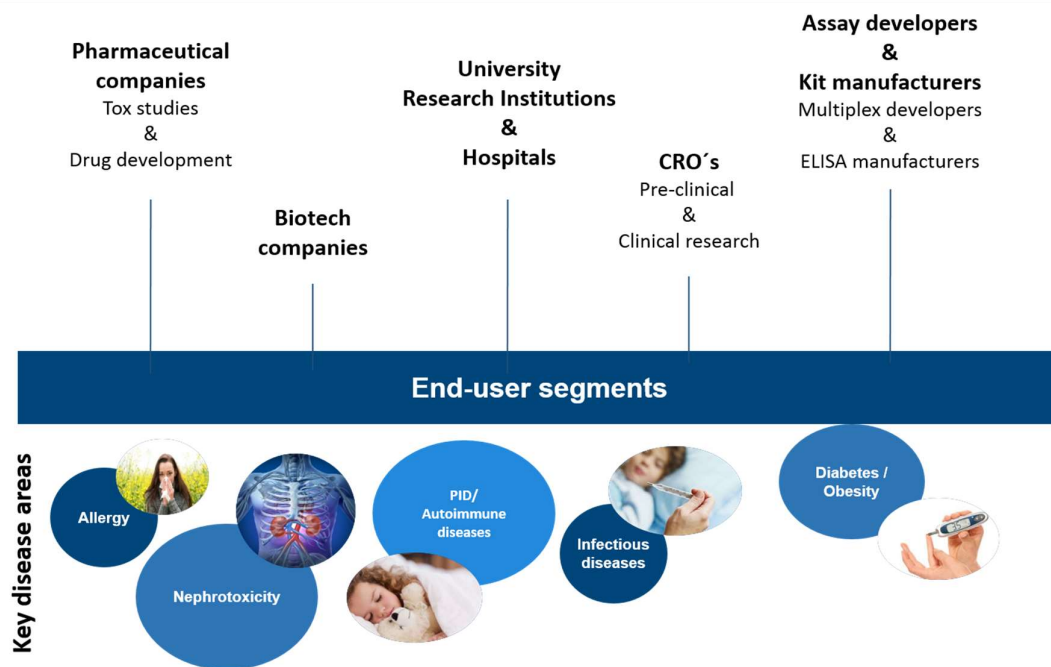 Pharmaceutical
companies
Tox studies
&
Drug development
Biotech
companies
University
Research Institutions
&
Hospitals
CRO´s
Pre-clinical
&
Clinical research
Assay developers
&
Kit manufacturers
Multiplex developers
&
ELISA manufacturers
End-user segments
Key disease areas
Allergy
Nephrotoxicity
PID/
Autoimmune
diseases
Infectious
diseases
Diabetes /
Obesity